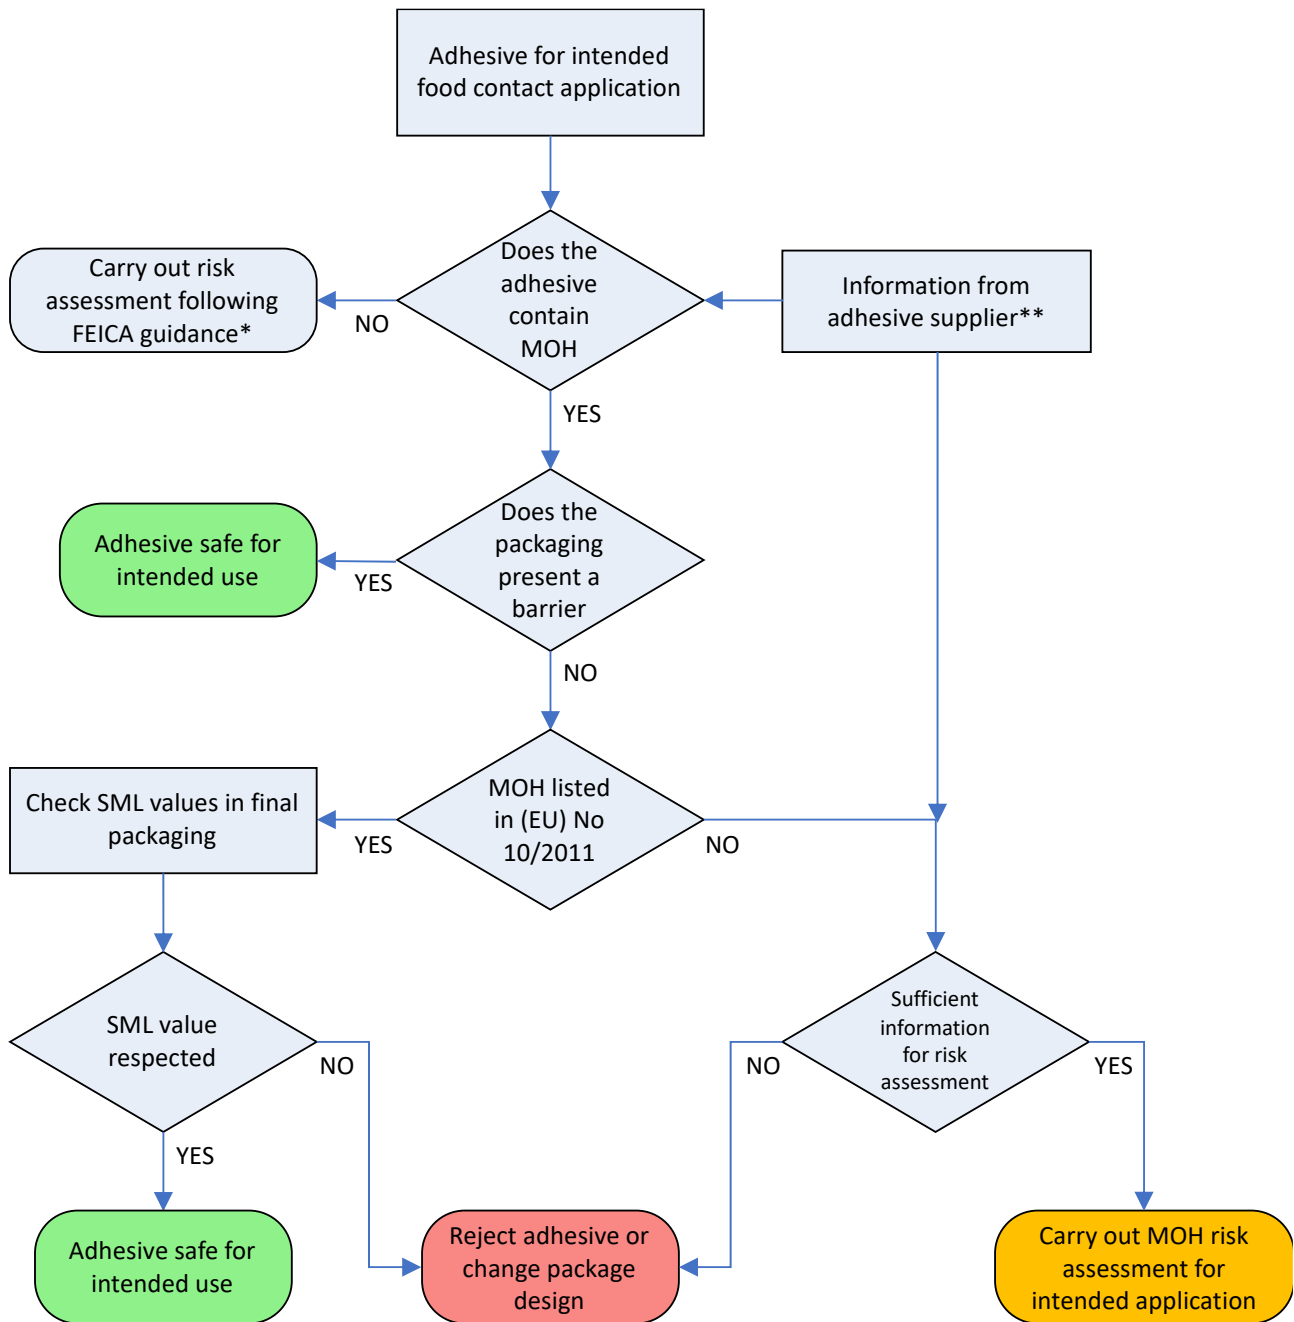 Adhesive for intended
food contact application
Does the
adhesive
contain
MOH
Carry out risk
assessment following
FEICA guidance*
NO
Information from
adhesive supplier**
YES
Does the
packaging
present a
barrier
Adhesive safe for
intended use
YES
NO
MOH listed
in (EU) No
10/2011
Check SML values in final
packaging
YES
NO
SML value
respected
NO
Sufficient
information
for risk
assessment
NO
YES
YES
Adhesive safe for
intended use
Reject adhesive or
change package
design
Carry out MOH risk
assessment for
intended application